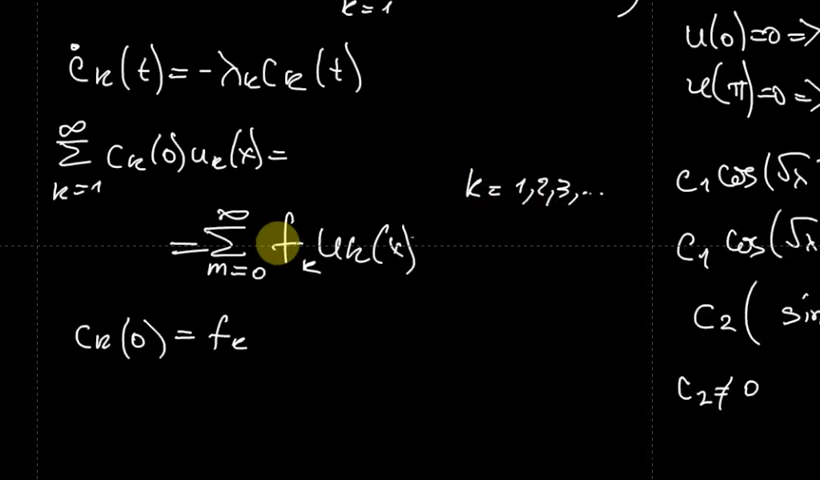 k=1
ċk(t)=-λkck(t)
∞
Σ ck(0)uk(x)=
k=1
k=1,2,3,...
∞
=Σ fk uk(x)
m=0
ck(0)=fk
u(0)=0=>
u(π)=0=>
c1 cos(√λ
c1 cos(√λ
c2( sin
c2≠0